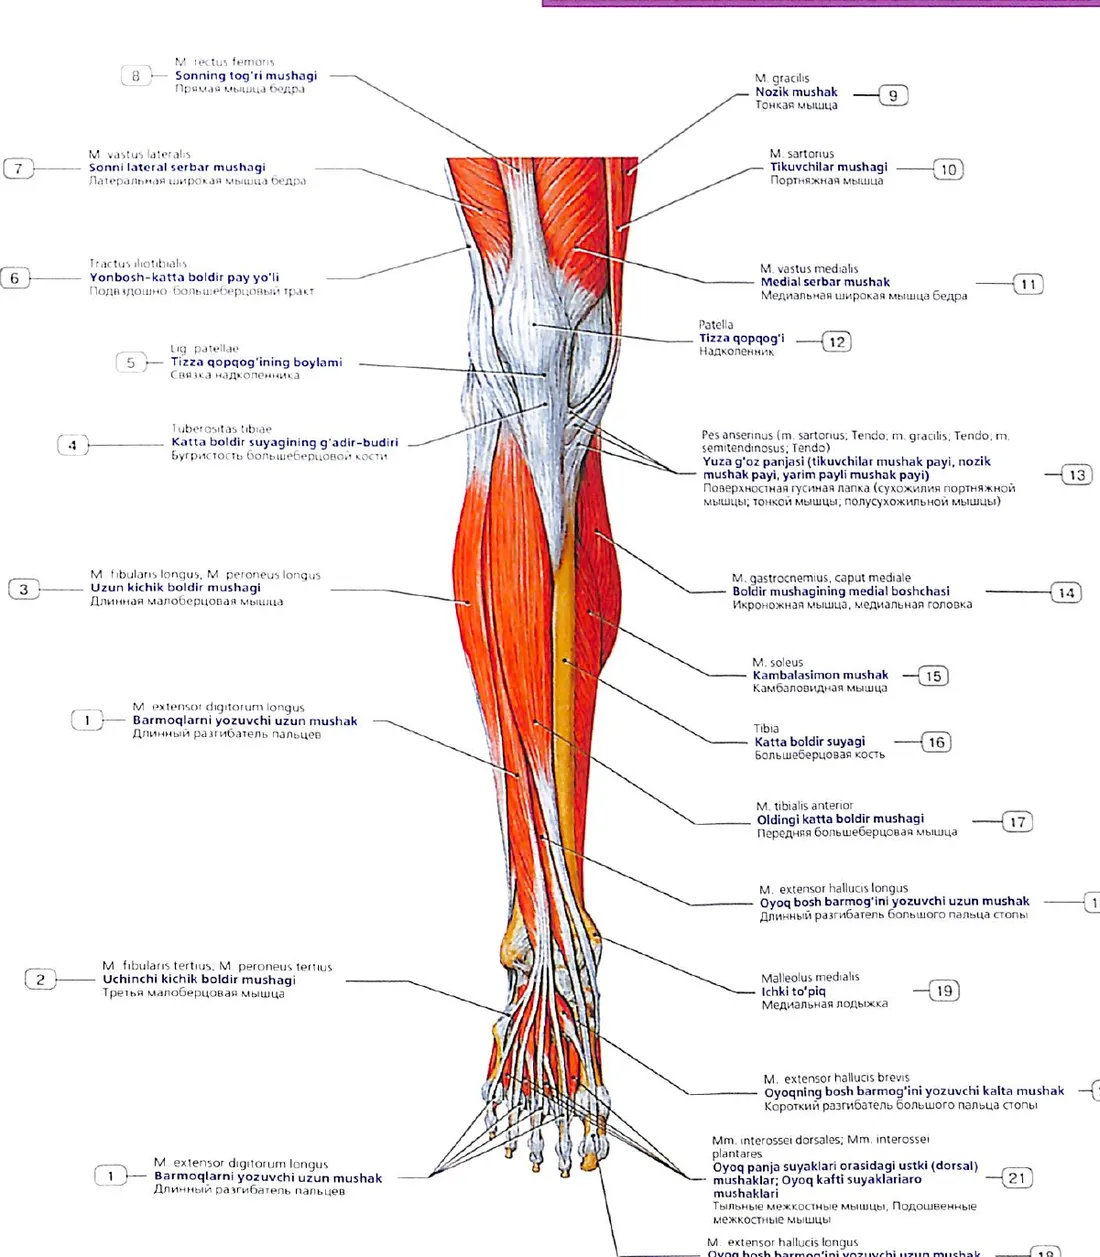 M. rectus femoris
8
Sonning tog'ri mushagi
Прямая мышца бедра
M. vastus lateralis
7
Sonni lateral serbar mushagi
Латеральная широкая мышца бедра
Tractus iliotibialis
6
Yonbosh-katta boldir pay yo'li
Подвздошно-большеберцовый тракт
Lig. patellae
5
Tizza qopqog'ining boylami
Связка надколенника
Tuberositas tibiae
4
Katta boldir suyagining g'adir-budiri
Бугристость большеберцовой кости
M. fibularis longus, M. peroneus longus
3
Uzun kichik boldir mushagi
Длинная малоберцовая мышца
M. extensor digitorum longus
1
Barmoqlarni yozuvchi uzun mushak
Длинный разгибатель пальцев
M. fibularis tertius, M. peroneus tertius
2
Uchinchi kichik boldir mushagi
Третья малоберцовая мышца
M. extensor digitorum longus
1
Barmoqlarni yozuvchi uzun mushak
Длинный разгибатель пальцев
M. gracilis
Nozik mushak
9
Тонкая мышца
M. sartorius
Tikuvchilar mushagi
10
Портняжная мышца
M. vastus medialis
Medial serbar mushak
11
Медиальная широкая мышца бедра
Patella
Tizza qopqog'i
12
Надколенник
Pes anserinus (m. sartorius; Tendo; m. gracilis; Tendo; m.
semitendinosus; Tendo)
Yuza g'oz panjasi (tikuvchilar mushak payi, nozik
mushak payi, yarim payli mushak payi)
13
Поверхностная гусиная лапка (сухожилия портняжной
мышцы; тонкой мышцы; полусухожильной мышцы)
M. gastrocnemius, caput mediale
Boldir mushagining medial boshchasi
14
Икроножная мышца, медиальная головка
M. soleus
Kambalasimon mushak
15
Камбаловидная мышца
Tibia
Katta boldir suyagi
16
Большеберцовая кость
M. tibialis anterior
Oldingi katta boldir mushagi
17
Передняя большеберцовая мышца
M. extensor hallucis longus
Oyoq bosh barmog'ini yozuvchi uzun mushak
Длинный разгибатель большого пальца стопы
Malleolus medialis
Ichki to'piq
19
Медиальная лодыжка
M. extensor hallucis brevis
Oyoqning bosh barmog'ini yozuvchi kalta mushak
Короткий разгибатель большого пальца стопы
Mm. interossei dorsales; Mm. interossei
plantares
Oyoq panja suyaklari orasidagi ustki (dorsal)
mushaklar; Oyoq kafti suyaklariaro
21
mushaklari
Тыльные межкостные мышцы, Подошвенные
межкостные мышцы
M. extensor hallucis longus
Oyoq bosh barmog'ini yozuvchi uzun mushak
18